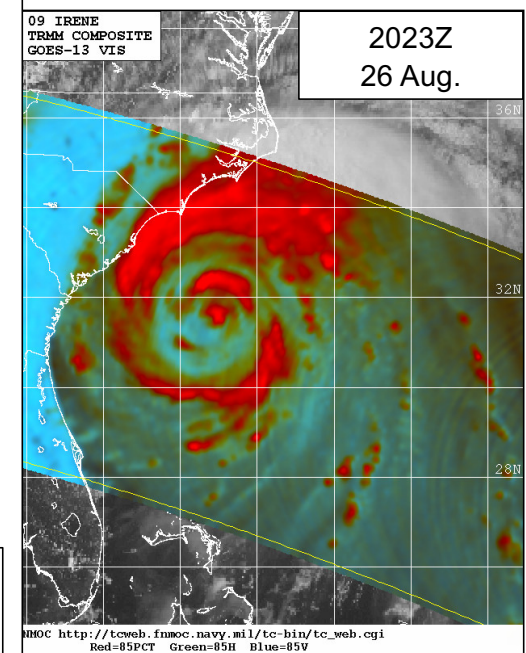 09 IRENE
TRMM COMPOSITE
GOES-13 VIS
2023Z
26 Aug.
36N
32N
28N
NMOC http://tcweb.fnmoc.navy.mil/tc-bin/tc_web.cgi
Red=85PCT Green=85H Blue=85V